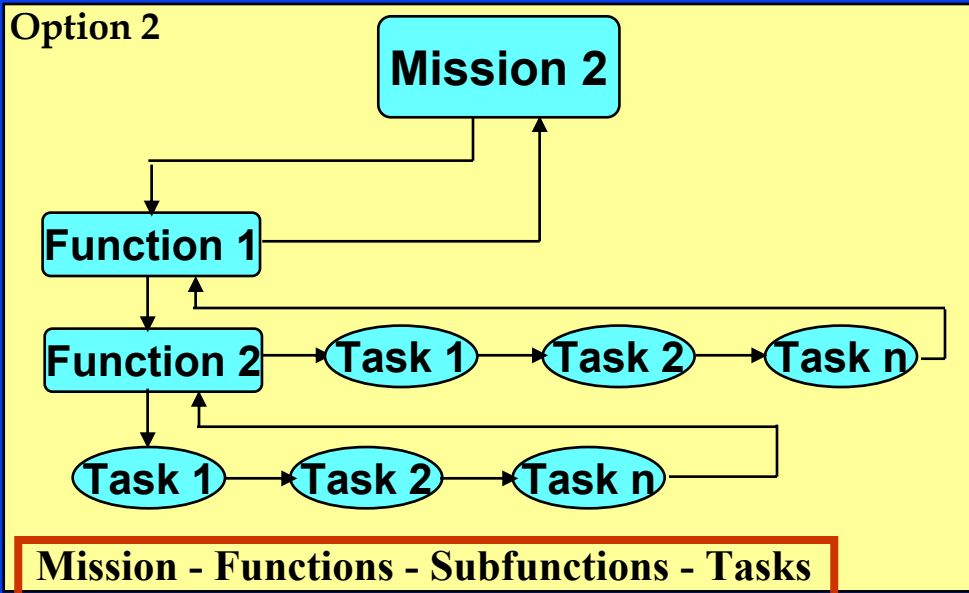 Option 2
Mission 2
Function 1
Function 2
Task 1
Task 2
Task n
Task 1
Task 2
Task n
Mission - Functions - Subfunctions - Tasks